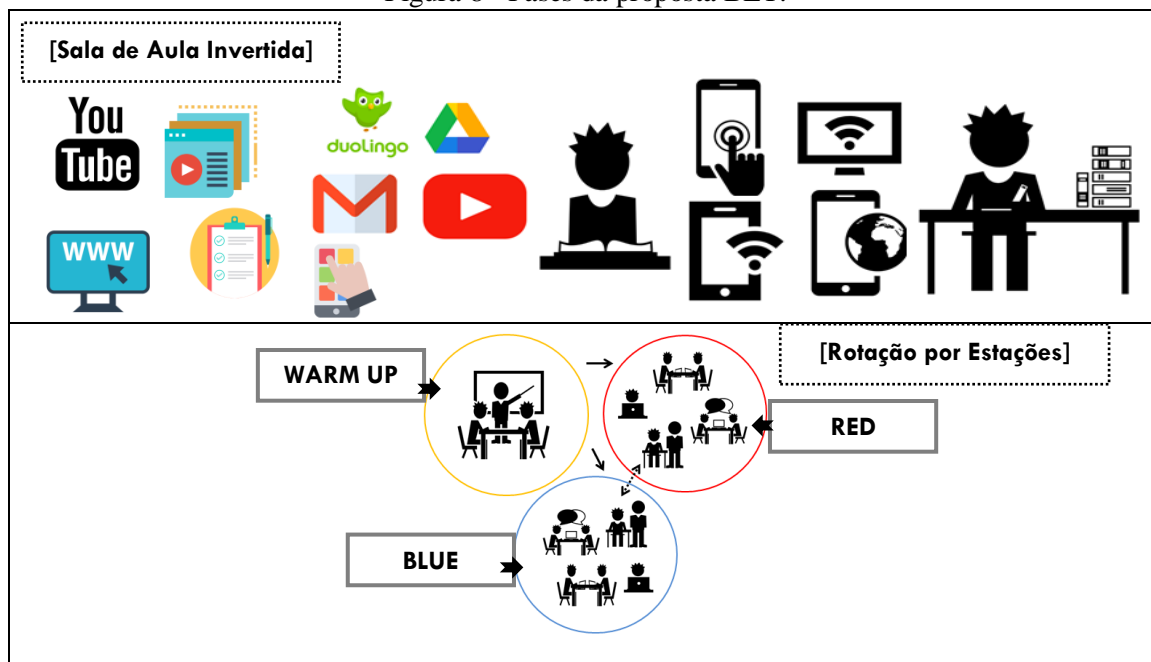 [Sala de Aula Invertida]
You
Tube
duolingo
www
[Rotação por Estações]
WARM UP
RED
BLUE